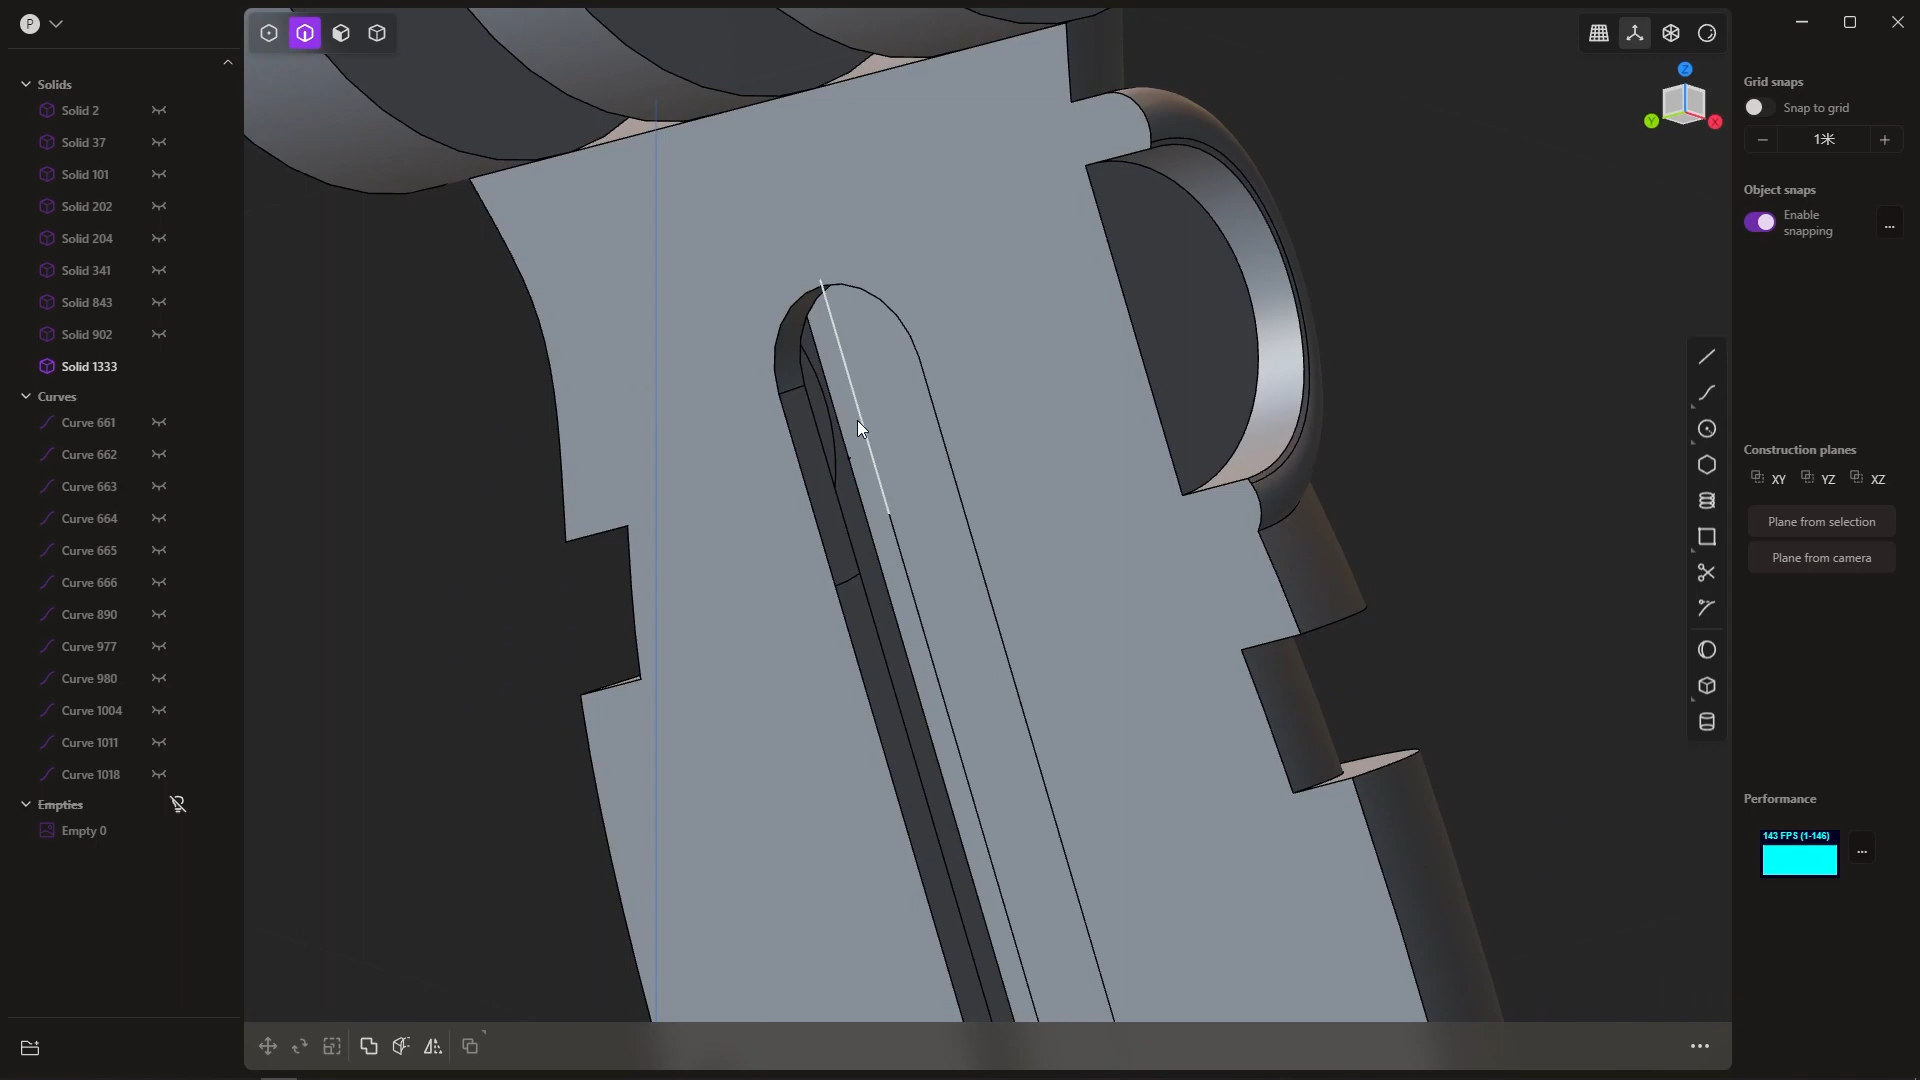 P
Solids
Solid 2
Solid 37
Solid 101
Solid 202
Solid 204
Solid 341
Solid 843
Solid 902
Solid 1333
Curves
Curve 661
Curve 662
Curve 663
Curve 664
Curve 665
Curve 666
Curve 890
Curve 977
Curve 980
Curve 1004
Curve 1011
Curve 1018
Empties
Empty 0
Z
Y
X
Grid snaps
Snap to grid
1米
Object snaps
Enable
snapping
...
Construction planes
XY YZ XZ
Plane from selection
Plane from camera
Performance
143 FPS (1-146)
...